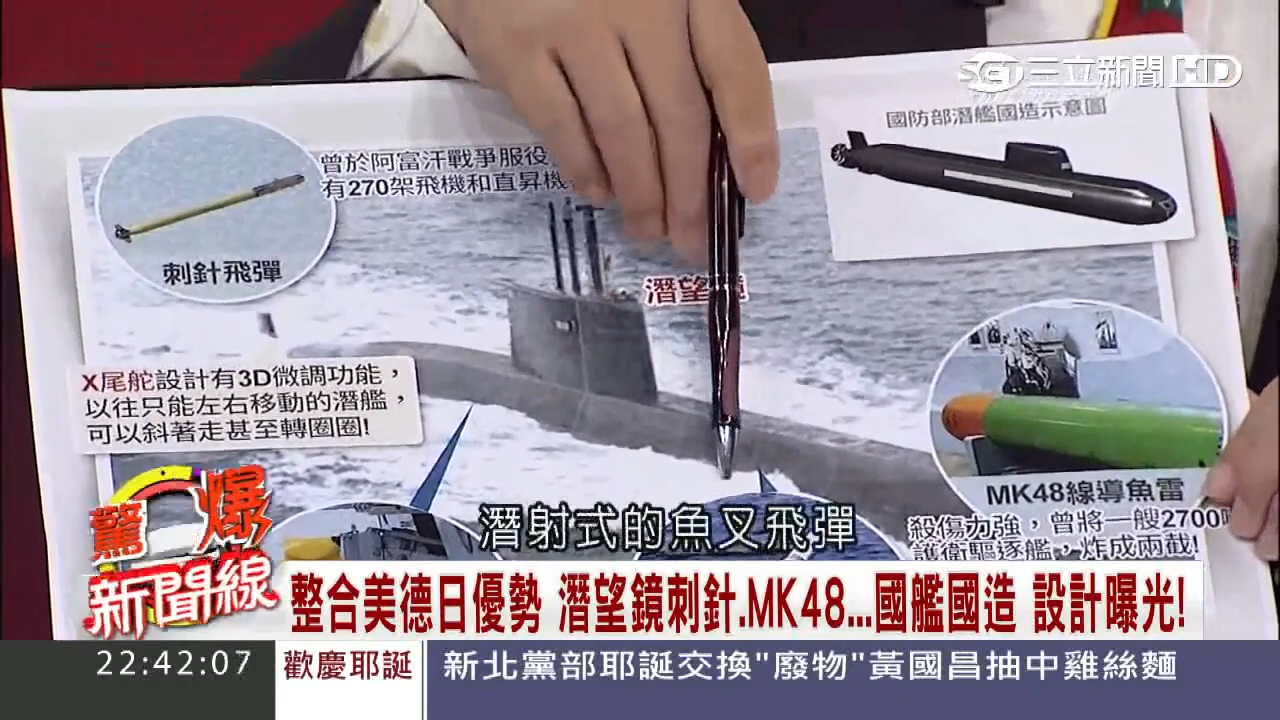 SET三立新聞HD
國防部潛艦國造示意圖
曾於阿富汗戰爭服役
有270架飛機和直昇機
刺針飛彈
潛望
X尾舵設計有3D微調功能，
以往只能左右移動的潛艦，
可以斜著走甚至轉圈圈!
MK48線導魚雷
殺傷力強，曾將一艘2700
護衛驅逐艦，炸成兩截!
潛射式的魚叉飛彈
驚爆
新聞線
整合美德日優勢 潛望鏡刺針.MK48...國艦國造 設計曝光!
22:42:07 歡慶耶誕 新北黨部耶誕交換"廢物"黃國昌抽中雞絲麵